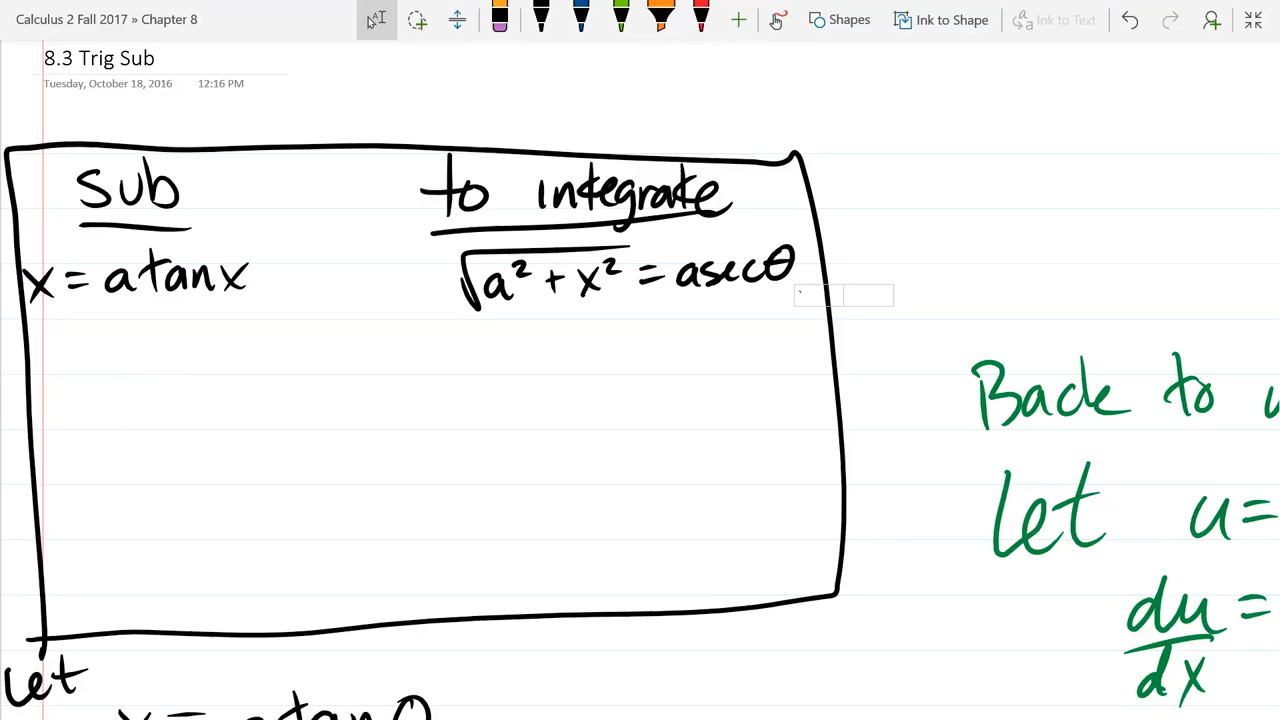 Calculus 2 Fall 2017 » Chapter 8
Shapes
Ink to Shape
Ink to Text
8.3 Trig Sub
Tuesday, October 18, 2016 12:16 PM
Sub to integrate
x = a tan x √a² + x² = a sec θ
Back to
Let u =
du/dx =
Let
x = a tan θ